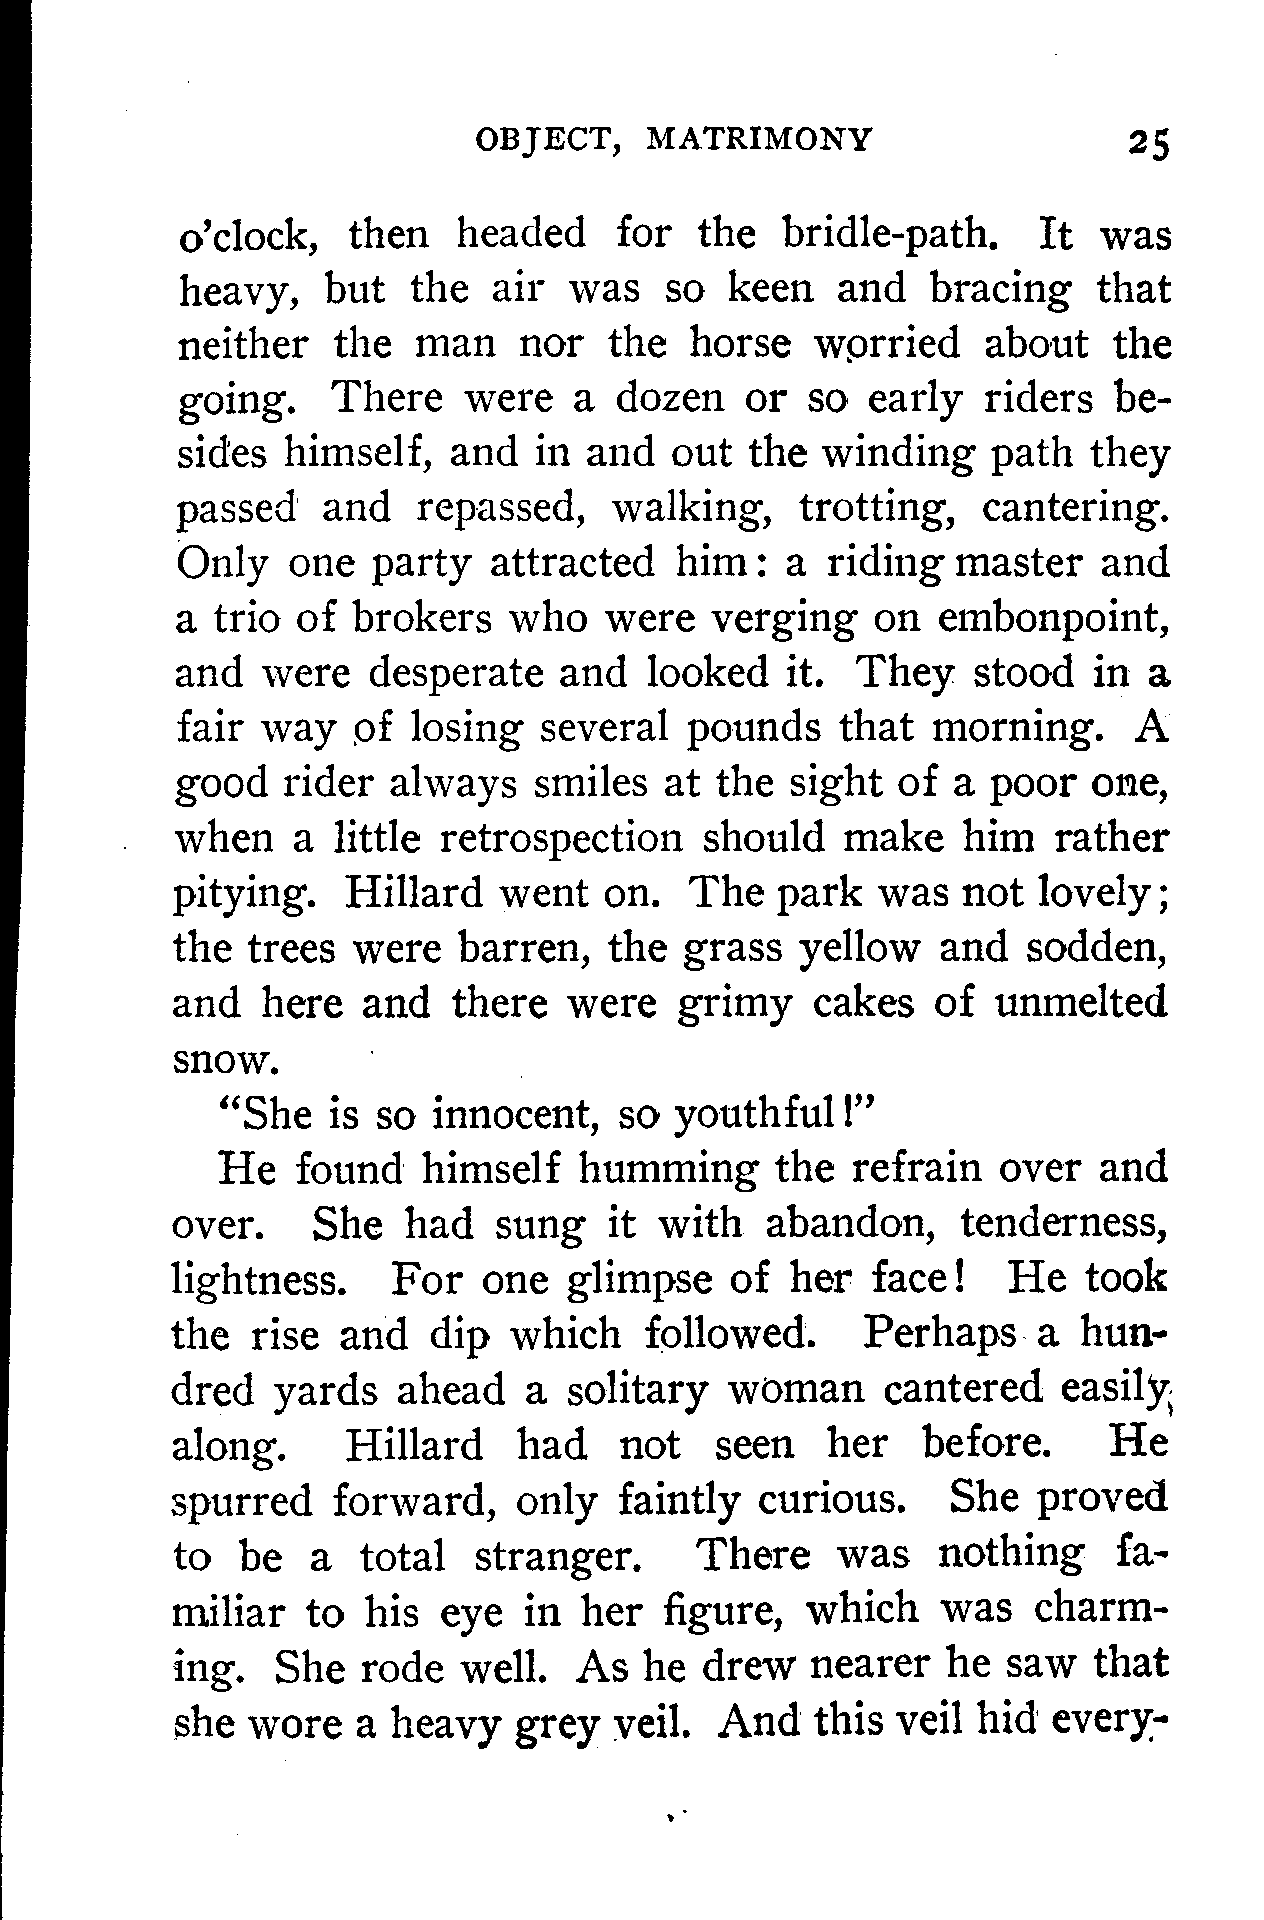 OBJECT, MATRIMONY 25
o'clock, then headed for the bridle-path. It was
heavy, but the air was so keen and bracing that
neither the man nor the horse worried about the
going. There were a dozen or so early riders be-
sides himself, and in and out the winding path they
passed and repassed, walking, trotting, cantering.
Only one party attracted him: a riding master and
a trio of brokers who were verging on embonpoint,
and were desperate and looked it. They stood in a
fair way of losing several pounds that morning. A
good rider always smiles at the sight of a poor one,
when a little retrospection should make him rather
pitying. Hillard went on. The park was not lovely;
the trees were barren, the grass yellow and sodden,
and here and there were grimy cakes of unmelted
snow.
"She is so innocent, so youthful!"
He found himself humming the refrain over and
over. She had sung it with abandon, tenderness,
lightness. For one glimpse of her face! He took
the rise and dip which followed. Perhaps a hun-
dred yards ahead a solitary woman cantered easily
along. Hillard had not seen her before. He
spurred forward, only faintly curious. She proved
to be a total stranger. There was nothing fa-
miliar to his eye in her figure, which was charm-
ing. She rode well. As he drew nearer he saw that
she wore a heavy grey veil. And this veil hid every-